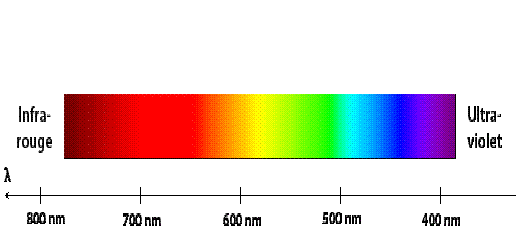 Infra-
rouge
Ultra-
violet
λ
800 nm 700 nm 600 nm 500 nm 400 nm